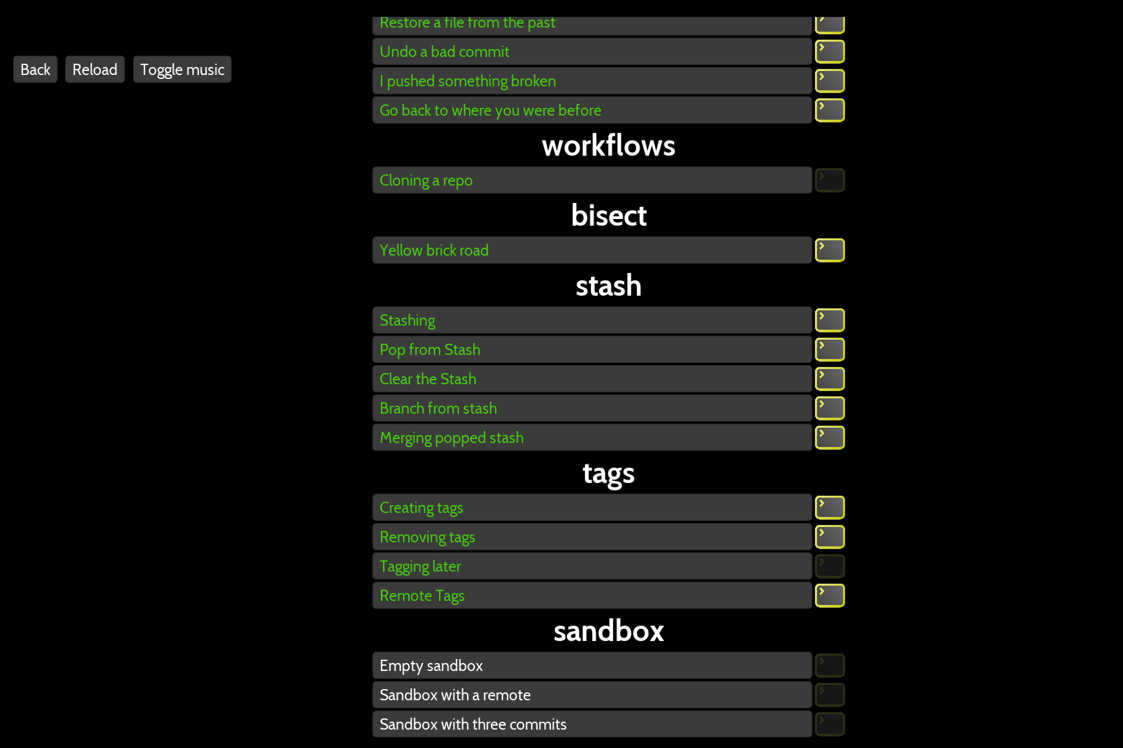 Restore a file from the past
Undo a bad commit
Back
Reload
Toggle music
I pushed something broken
Go back to where you were before
workflows
Cloning a repo
bisect
Yellow brick road
stash
Stashing
Pop from Stash
Clear the Stash
Branch from stash
Merging popped stash
tags
Creating tags
Removing tags
Tagging later
Remote Tags
sandbox
Empty sandbox
Sandbox with a remote
Sandbox with three commits